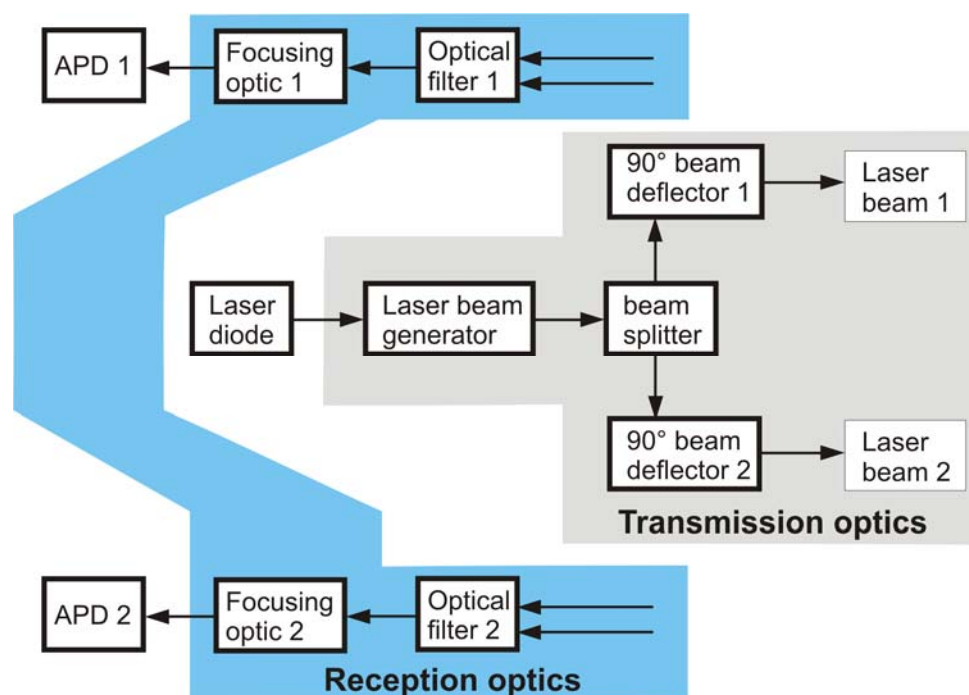 APD 1
Focusing
optic 1
Optical
filter 1
90° beam
deflector 1
Laser
beam 1
Laser
diode
Laser beam
generator
beam
splitter
90° beam
deflector 2
Laser
beam 2
Transmission optics
APD 2
Focusing
optic 2
Optical
filter 2
Reception optics